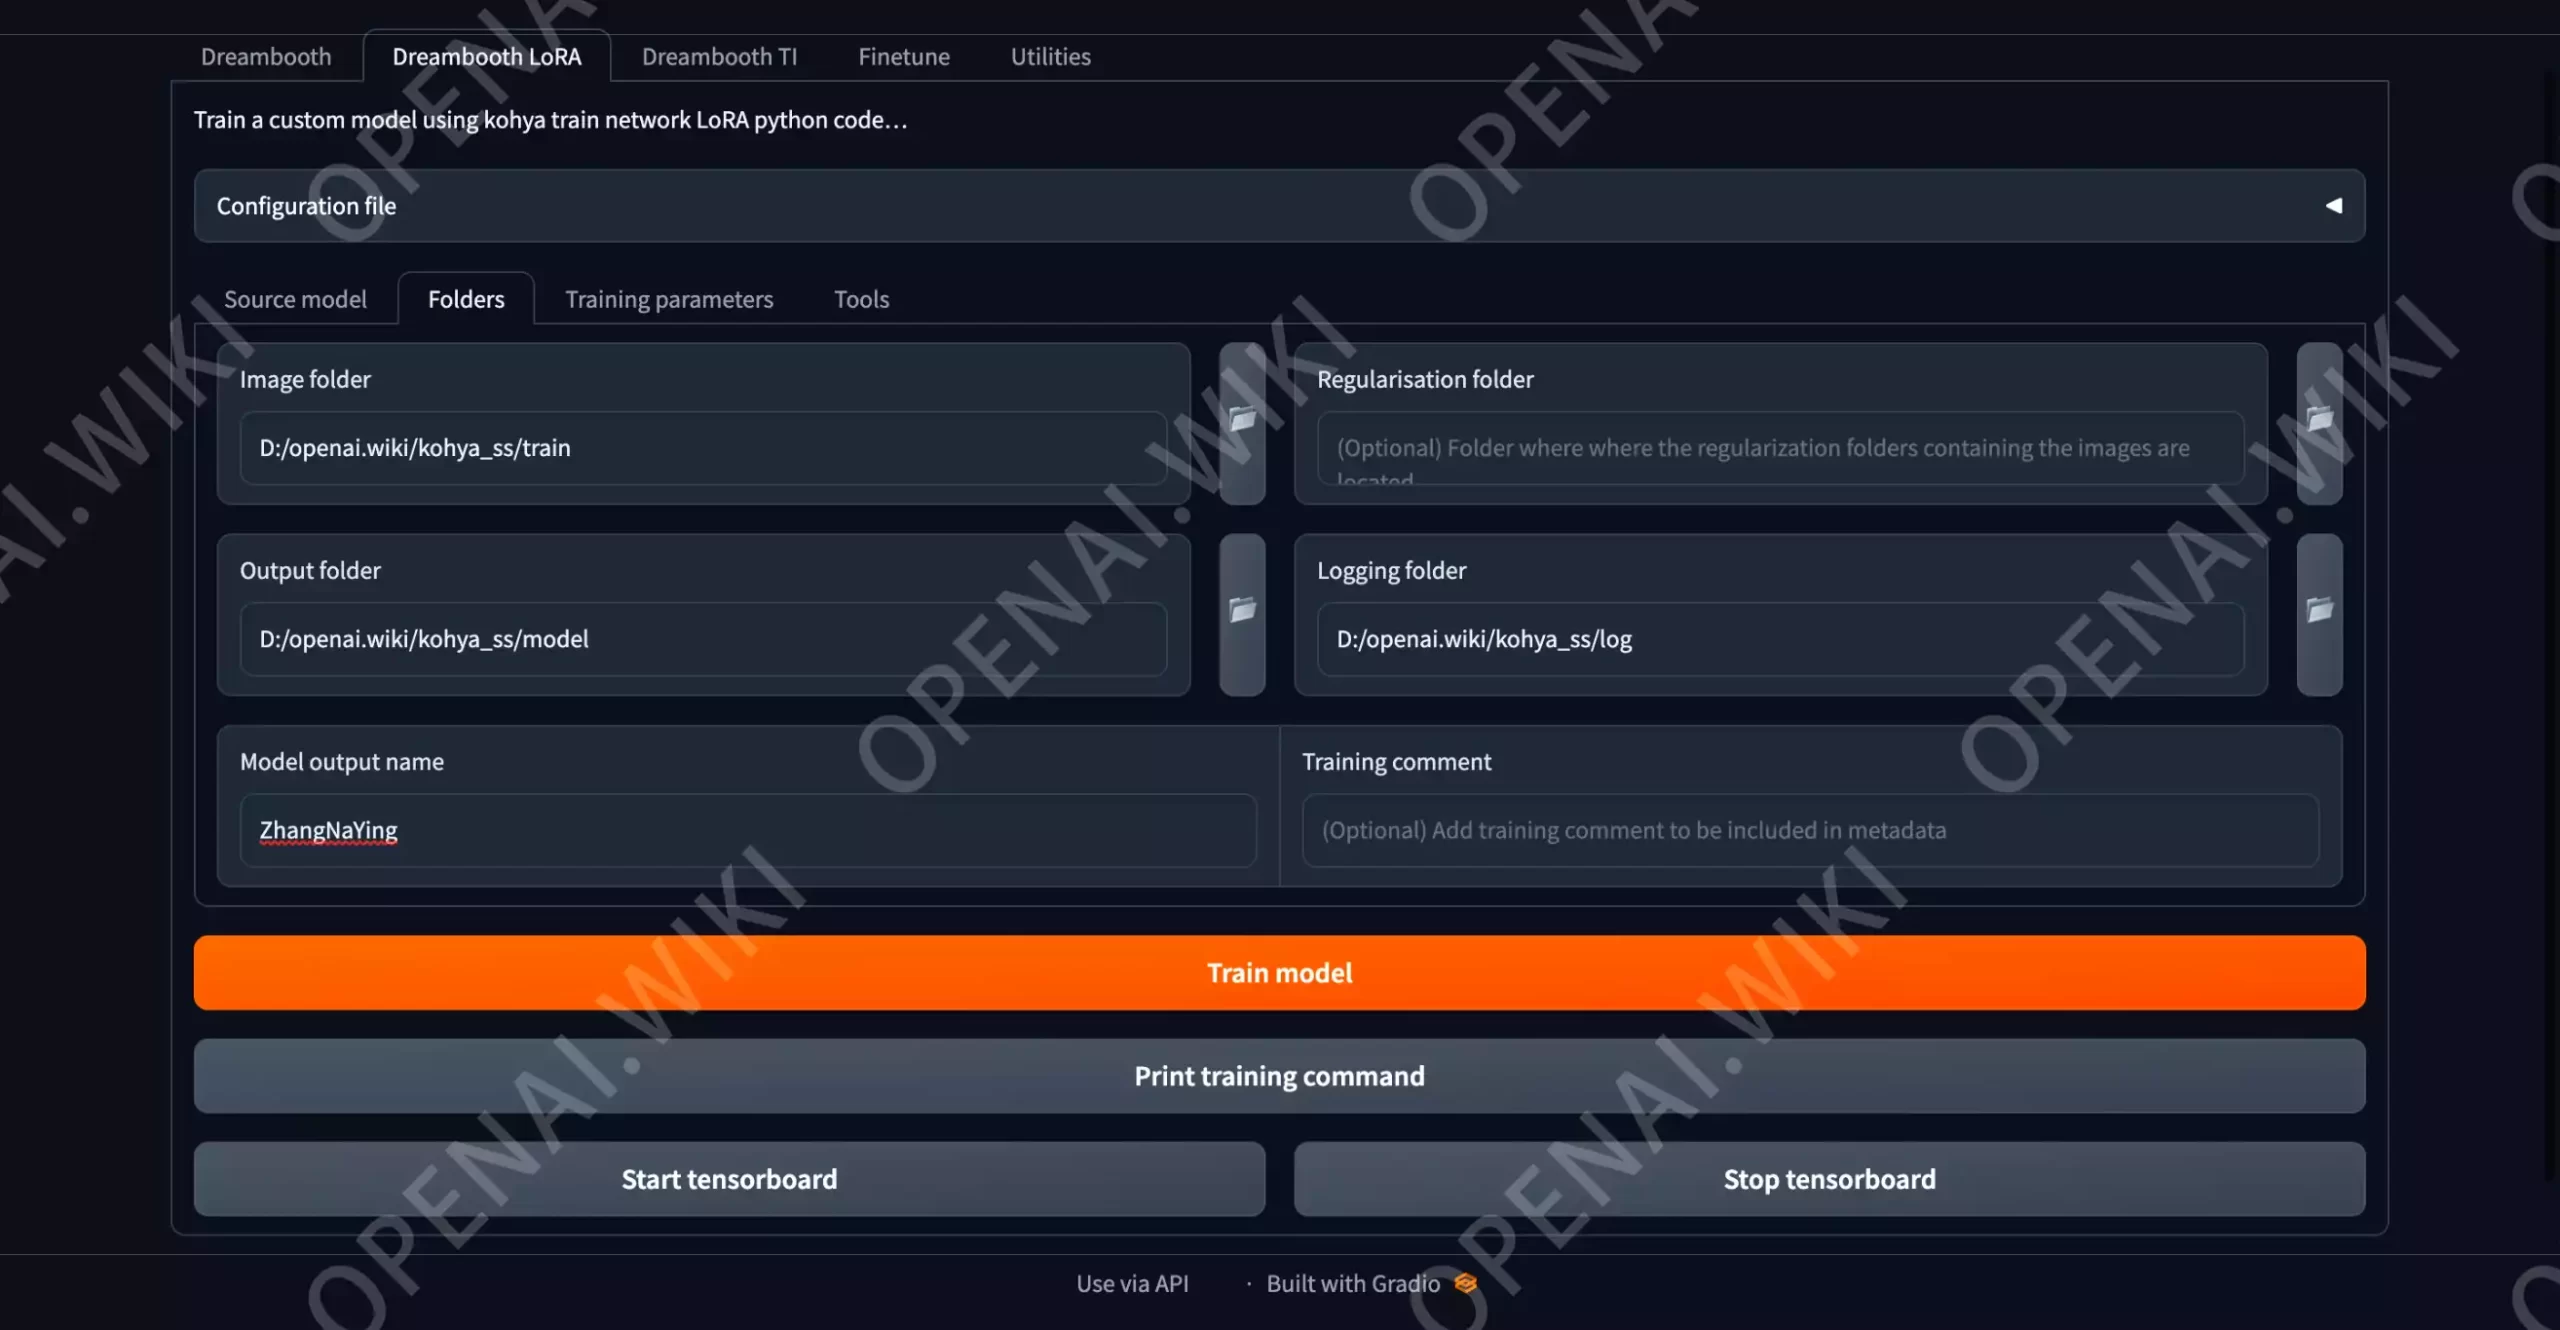 Dreambooth
Dreambooth LoRA
Dreambooth TI
Finetune
Utilities
Train a custom model using kohya train network LoRA python code...
Configuration file
Source model
Folders
Training parameters
Tools
Image folder
D:/openai.wiki/kohya_ss/train
Regularisation folder
(Optional) Folder where where the regularization folders containing the images are
located
Output folder
D:/openai.wiki/kohya_ss/model
Logging folder
D:/openai.wiki/kohya_ss/log
Model output name
ZhangNaYing
Training comment
(Optional) Add training comment to be included in metadata
Train model
Print training command
Start tensorboard
Stop tensorboard
Use via API
· Built with Gradio
OPENAI.WIKI
OPENAI.WIKI
OPENAI.WIKI
OPENAI.WIKI